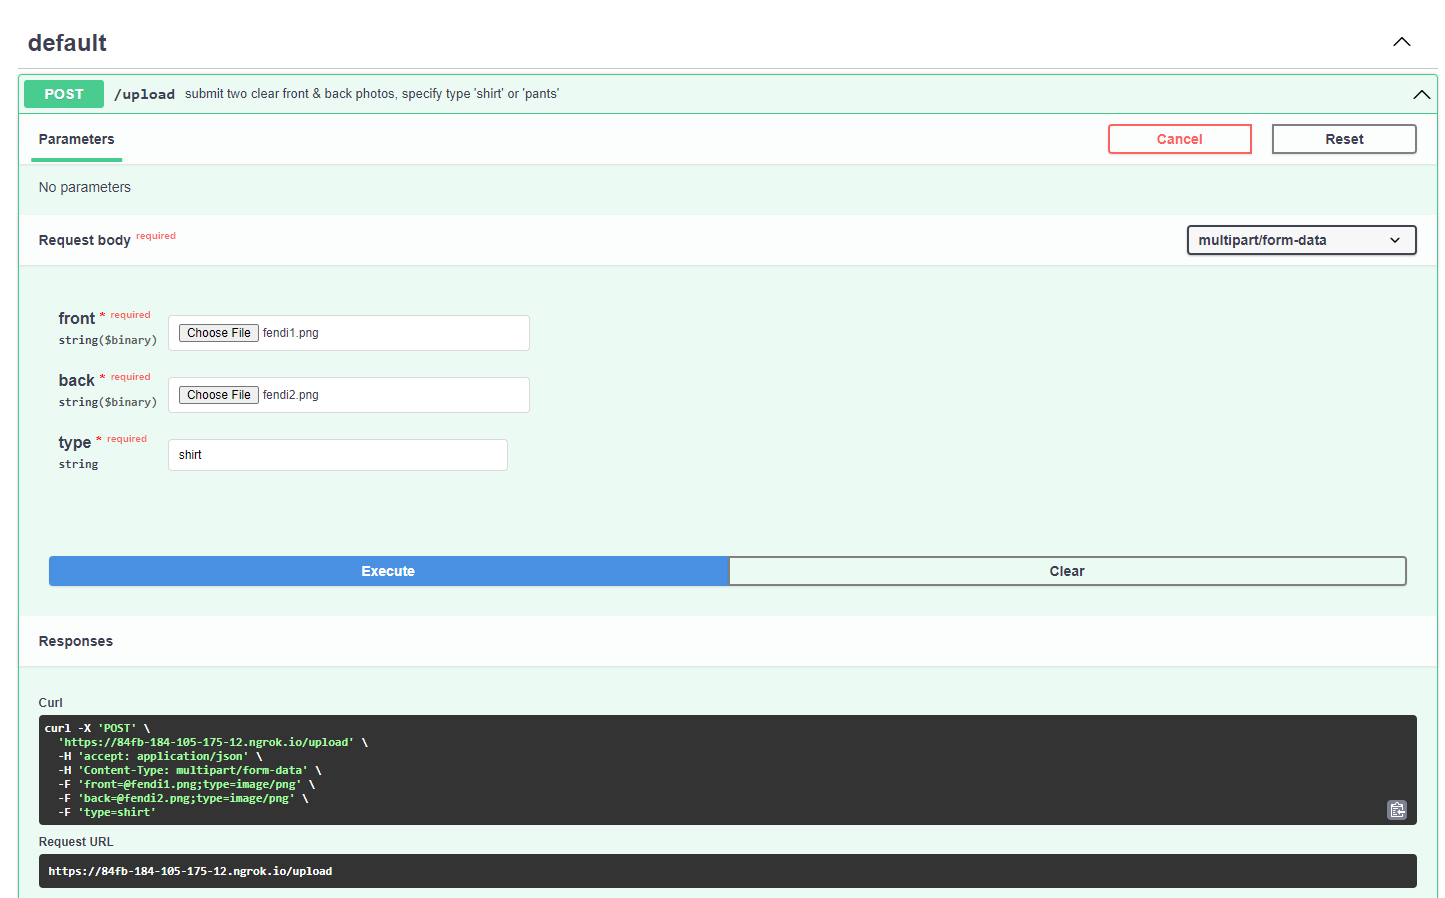 default
POST /upload submit two clear front & back photos, specify type 'shirt' or 'pants'
Parameters
Cancel
Reset
No parameters
Request body required
multipart/form-data
front * required
string($binary)
Choose File fendi1.png
back * required
string($binary)
Choose File fendi2.png
type * required
string
shirt
Execute
Clear
Responses
Curl
curl -X 'POST' \
'https://84fb-184-105-175-12.ngrok.io/upload' \
-H 'accept: application/json' \
-H 'Content-Type: multipart/form-data' \
-F 'front=@fendi1.png;type=image/png' \
-F 'back=@fendi2.png;type=image/png' \
-F 'type=shirt'
Request URL
https://84fb-184-105-175-12.ngrok.io/upload